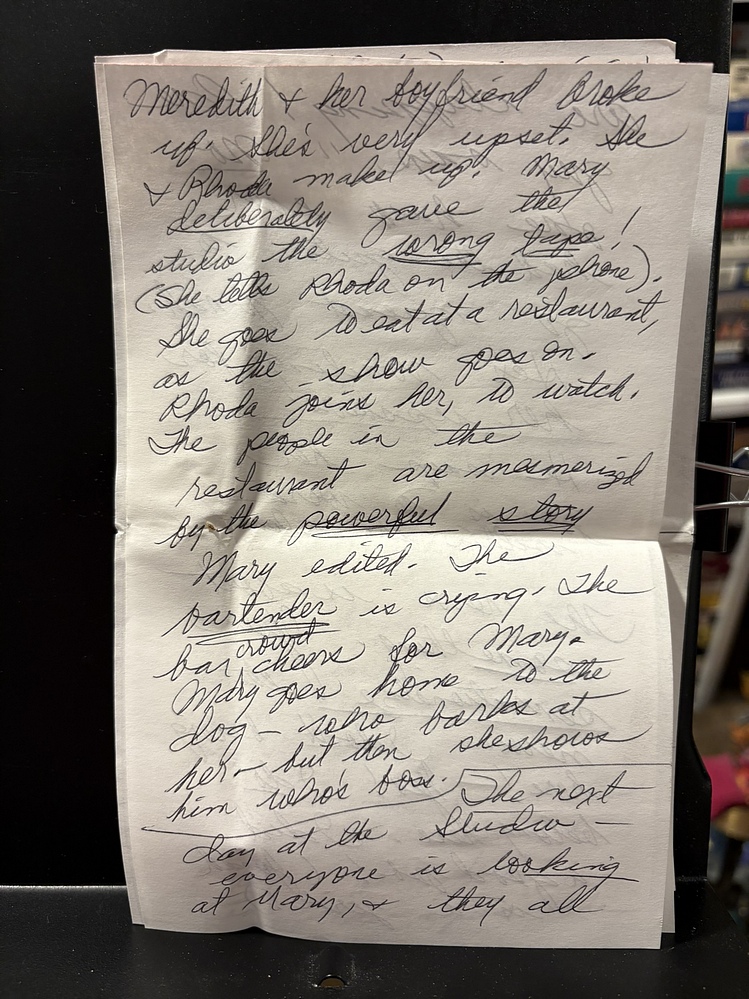 Meredith & her boyfriend broke
up. She's very upset. She
& Rhoda make up. Mary
deliberately gave the
studio the wrong tape!
(She tells Rhoda on the phone).
She goes to eat at a restaurant,
as the show goes on.
Rhoda joins her, to watch.
The people in the
restaurant are mesmerized
by the powerful story
Mary edited. The
bartender is crying. The
bar crowd cheers for Mary.
Mary goes home to the
dog – who barks at
her – but then she shows
him who's boss. The next
day at the Studio –
everyone is looking
at Mary, & they all